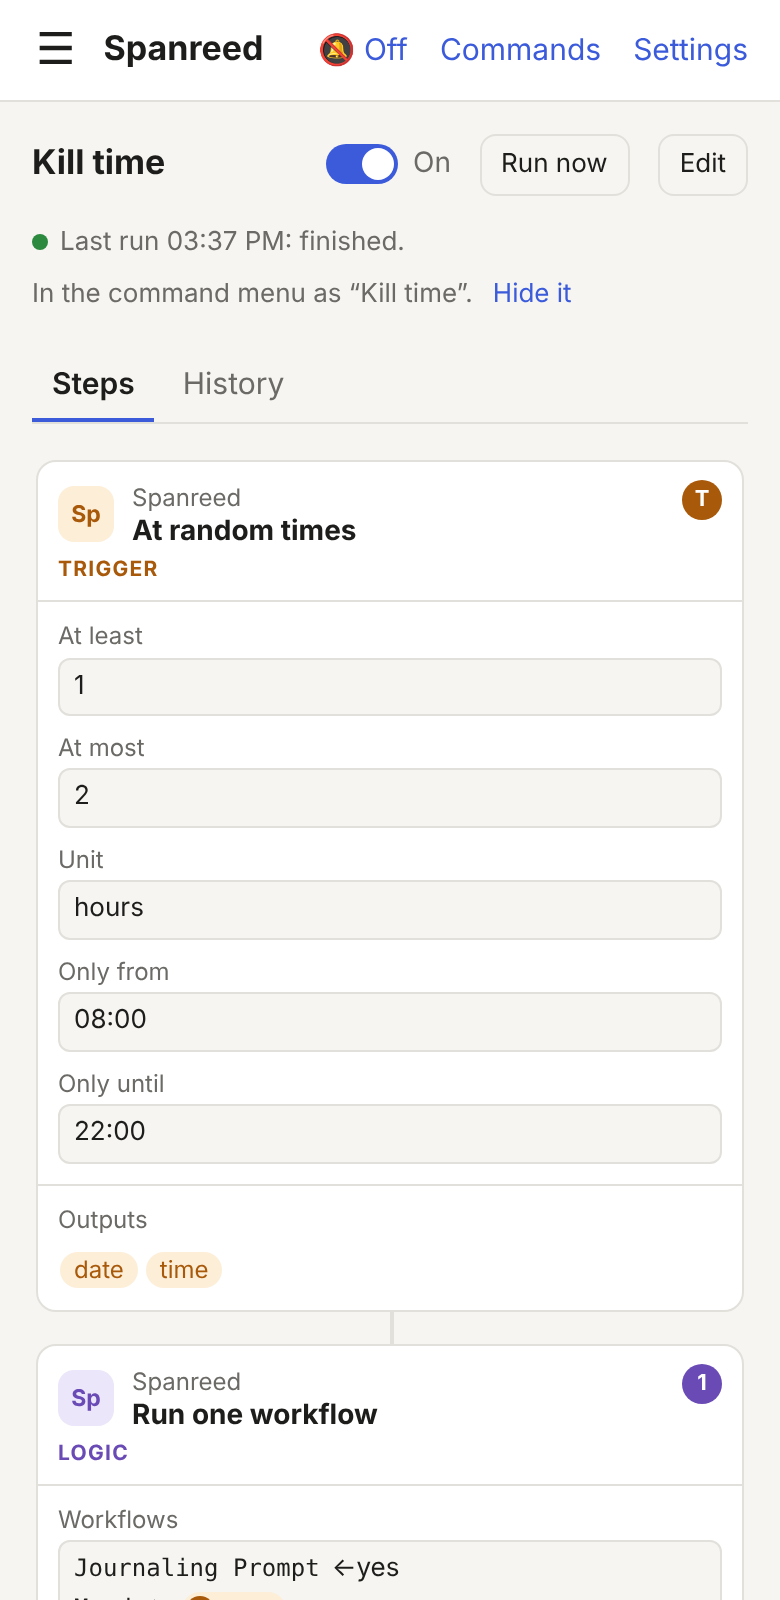 Spanreed
Off
Commands
Settings
Kill time
On
Run now
Edit
Last run 03:37 PM: finished.
In the command menu as “Kill time”. Hide it
Steps
History
Sp
Spanreed
At random times
T
TRIGGER
At least
1
At most
2
Unit
hours
Only from
08:00
Only until
22:00
Outputs
date
time
Sp
Spanreed
Run one workflow
1
LOGIC
Workflows
Journaling Prompt ←yes